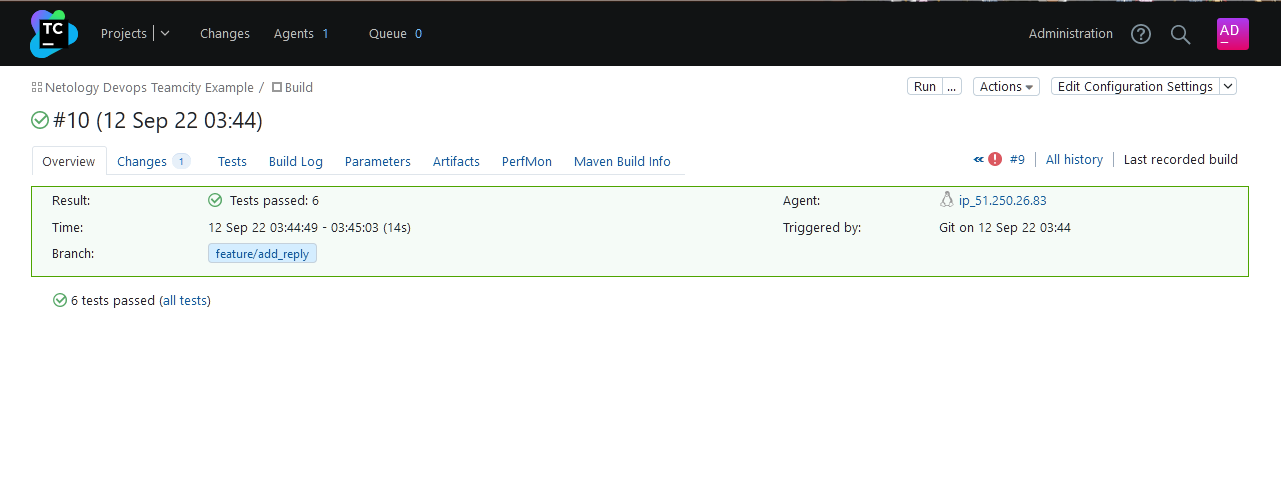 TC Projects Changes Agents 1 Queue 0 Administration AD
Netology Devops Teamcity Example / Build Run ... Actions Edit Configuration Settings
#10 (12 Sep 22 03:44)
Overview Changes 1 Tests Build Log Parameters Artifacts PerfMon Maven Build Info #9 All history Last recorded build
Result: Tests passed: 6 Agent: ip_51.250.26.83
Time: 12 Sep 22 03:44:49 - 03:45:03 (14s) Triggered by: Git on 12 Sep 22 03:44
Branch: feature/add_reply
6 tests passed (all tests)